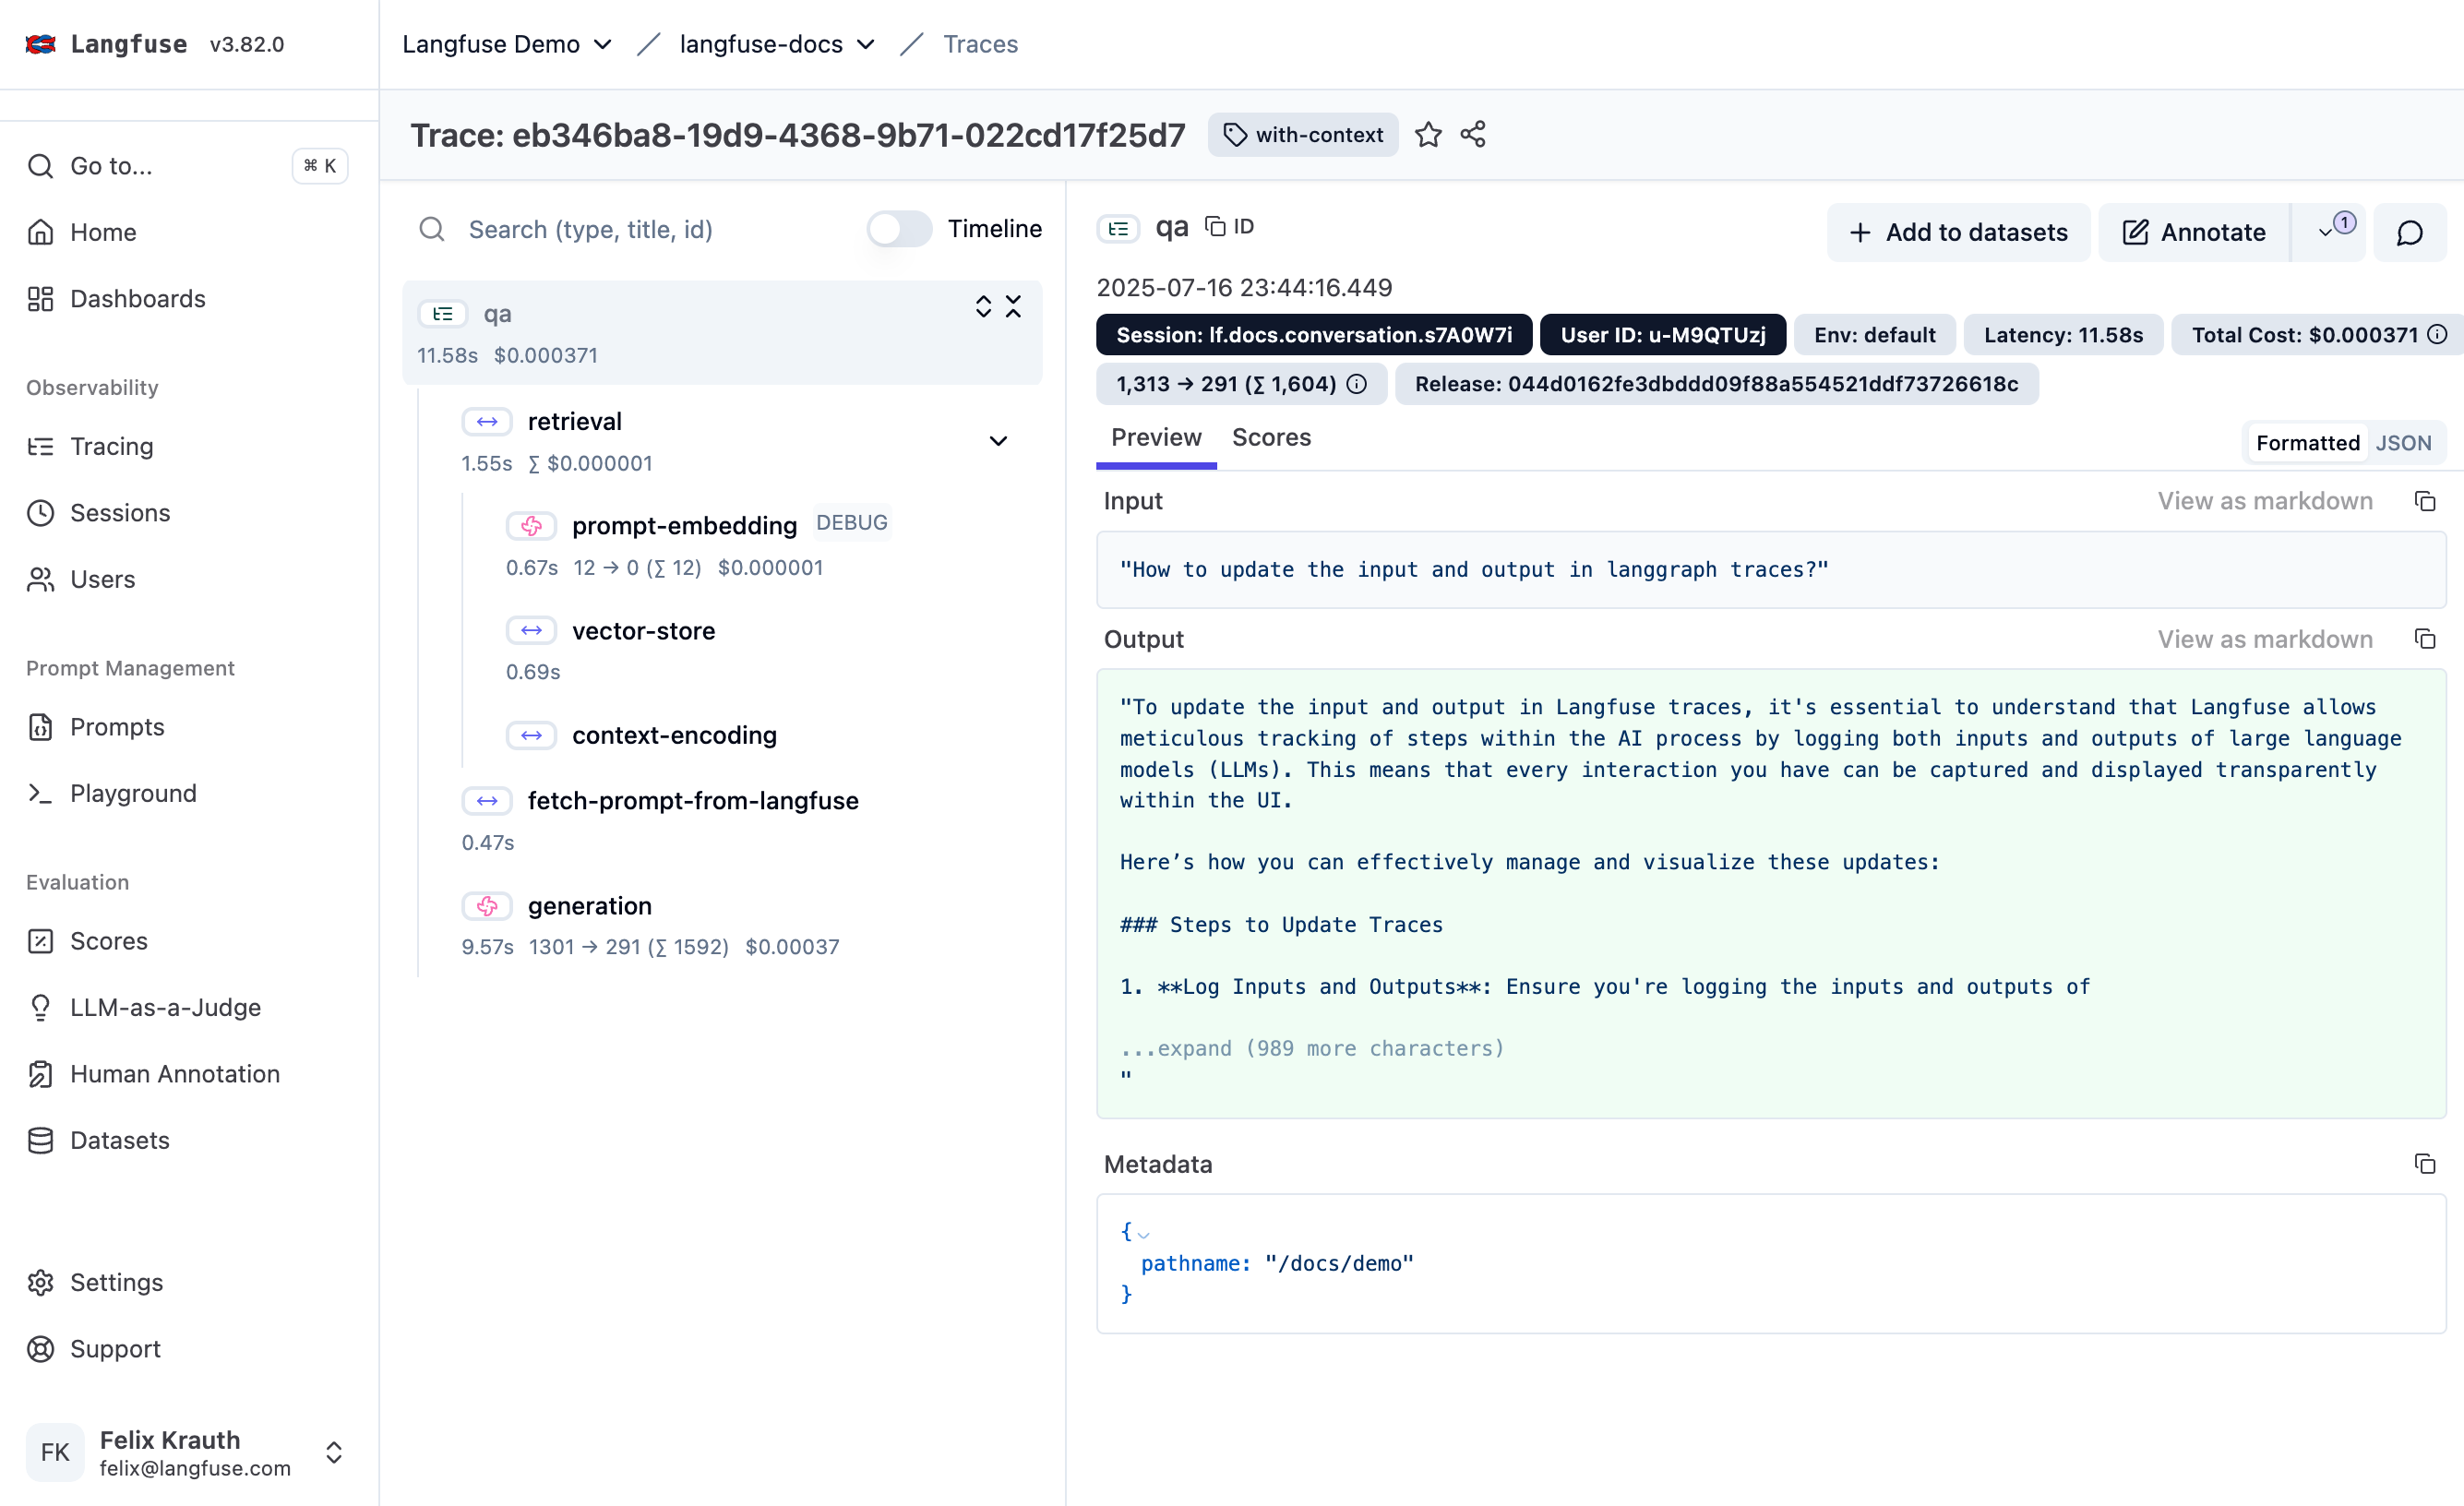 Langfuse v3.82.0
Langfuse Demo / langfuse-docs / Traces
Trace: eb346ba8-19d9-4368-9b71-022cd17f25d7 with-context
Go to... ⌘ K
Home
Dashboards
Observability
Tracing
Sessions
Users
Prompt Management
Prompts
Playground
Evaluation
Scores
LLM-as-a-Judge
Human Annotation
Datasets
Settings
Support
FK
Felix Krauth
felix@langfuse.com
Search (type, title, id) Timeline
qa
11.58s $0.000371
retrieval
1.55s ∑ $0.000001
prompt-embedding DEBUG
0.67s 12 → 0 (∑ 12) $0.000001
vector-store
0.69s
context-encoding
fetch-prompt-from-langfuse
0.47s
generation
9.57s 1301 → 291 (∑ 1592) $0.00037
qa ID
+ Add to datasets Annotate 1
2025-07-16 23:44:16.449
Session: lf.docs.conversation.s7A0W7i User ID: u-M9QTUzj Env: default Latency: 11.58s Total Cost: $0.000371
1,313 → 291 (∑ 1,604) Release: 044d0162fe3dbddd09f88a554521ddf73726618c
Preview Scores
Formatted JSON
Input View as markdown
"How to update the input and output in langgraph traces?"
Output View as markdown
"To update the input and output in Langfuse traces, it's essential to understand that Langfuse allows
meticulous tracking of steps within the AI process by logging both inputs and outputs of large language
models (LLMs). This means that every interaction you have can be captured and displayed transparently
within the UI.
Here’s how you can effectively manage and visualize these updates:
### Steps to Update Traces
1. **Log Inputs and Outputs**: Ensure you're logging the inputs and outputs of
...expand (989 more characters)
"
Metadata
{
pathname: "/docs/demo"
}